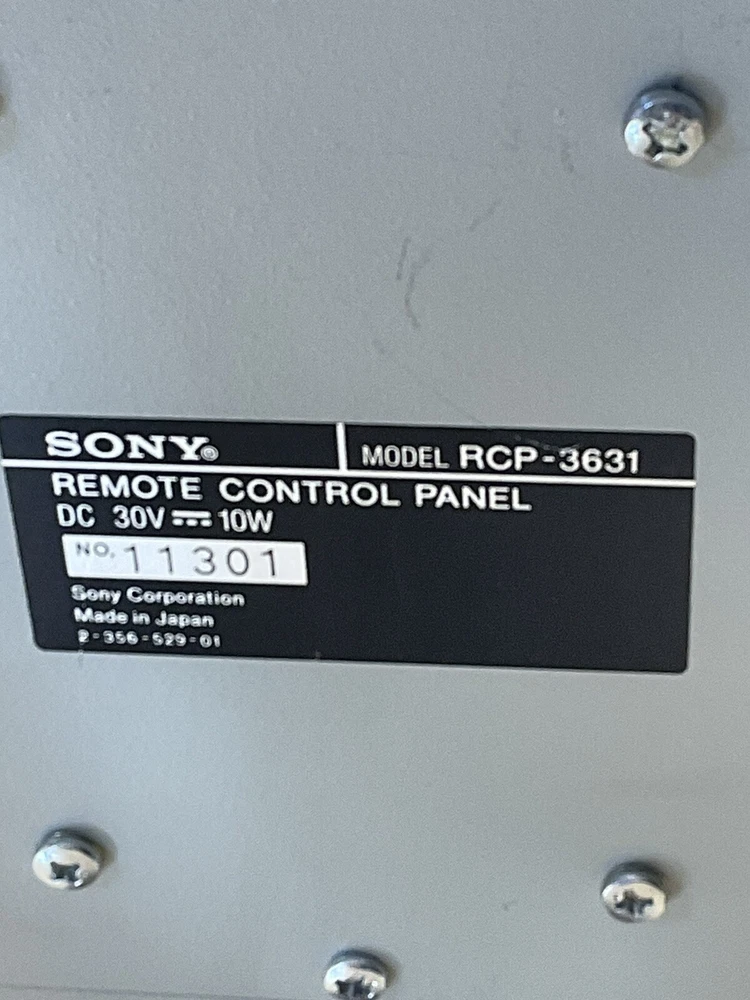 SONY®
MODEL RCP-3631
REMOTE CONTROL PANEL
DC 30V ⎓ 10W
NO. 11301
Sony Corporation
Made in Japan
2-356-529-01